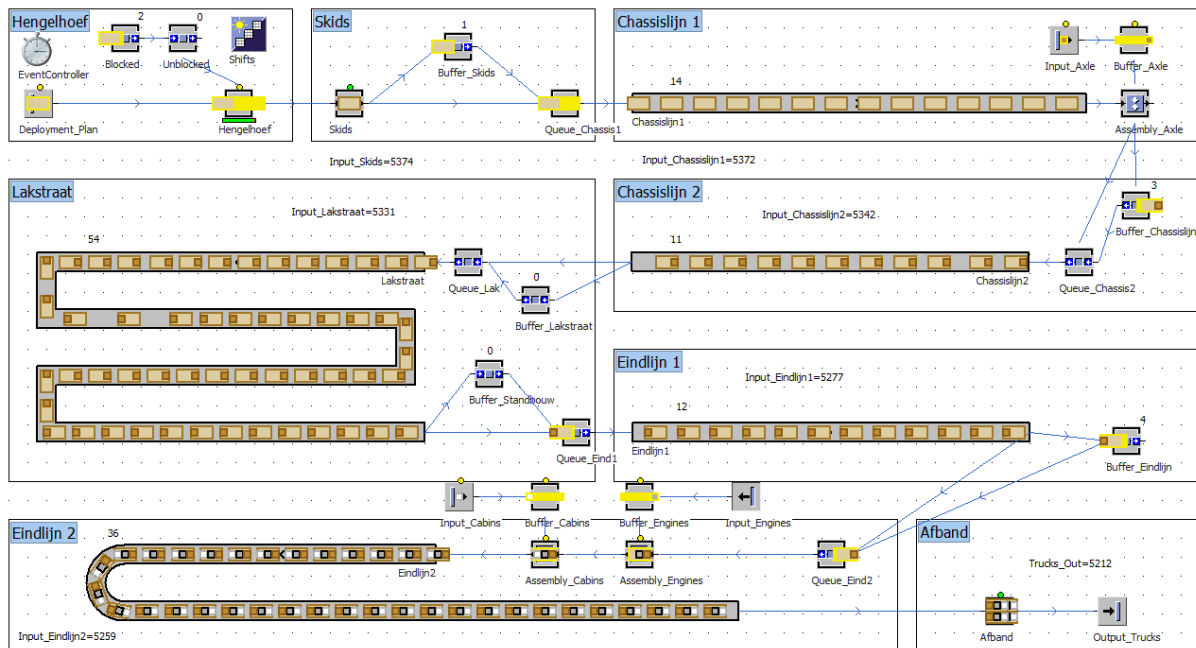 Hengelhoef
2
0
EventController
Blocked
Unblocked
Shifts
Deployment_Plan
Hengelhoef
Skids
1
Buffer_Skids
Skids
Queue_Chassis1
Input_Skids=5374
Chassislijn 1
Input_Axle
Buffer_Axle
14
Chassislijn1
Assembly_Axle
Input_Chassislijn1=5372
Lakstraat
Input_Lakstraat=5331
54
Lakstraat
Queue_Lak
0
Buffer_Lakstraat
0
Buffer_Standbouw
Queue_Eind1
Chassislijn 2
Input_Chassislijn2=5342
3
Buffer_Chassislijn
11
Chassislijn2
Queue_Chassis2
Eindlijn 1
Input_Eindlijn1=5277
12
Eindlijn1
4
Buffer_Eindlijn
Input_Cabins
Buffer_Cabins
Buffer_Engines
Input_Engines
Eindlijn 2
36
Eindlijn2
Assembly_Cabins
Assembly_Engines
Queue_Eind2
Input_Eindlijn2=5259
Afband
Trucks_Out=5212
Afband
Output_Trucks